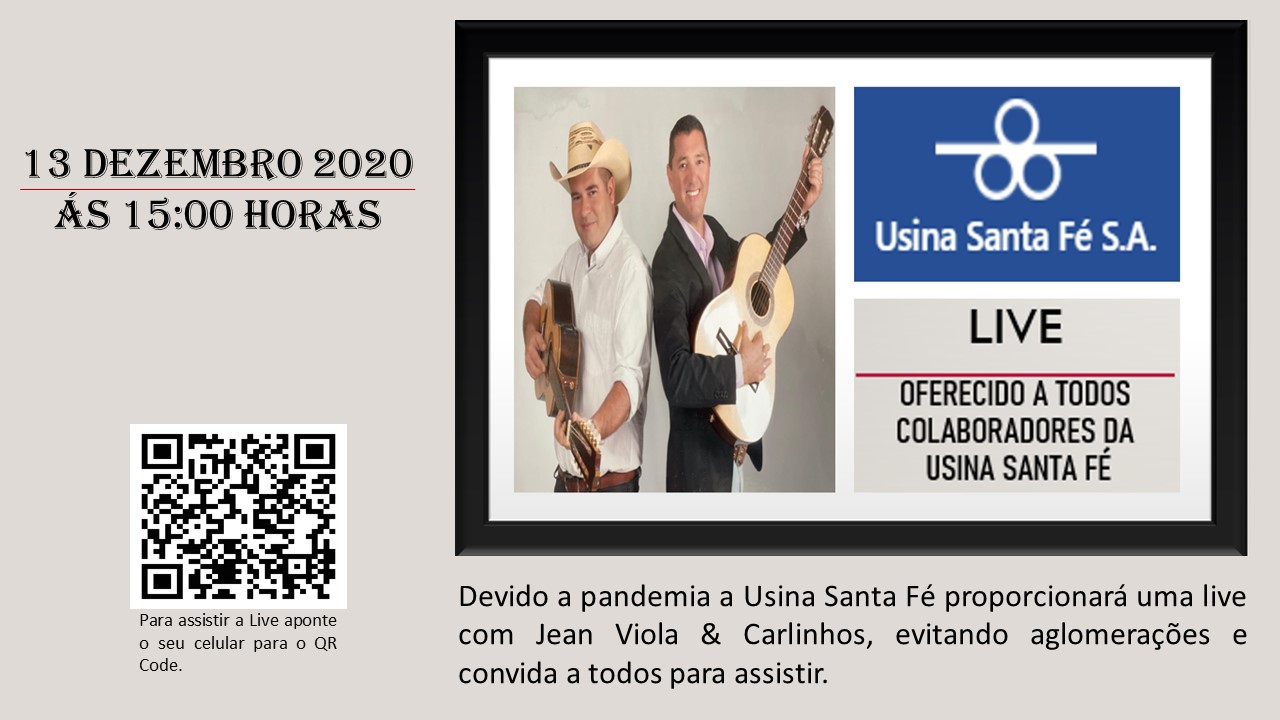 13 DEZEMBRO 2020
ÁS 15:00 HORAS
Usina Santa Fé S.A.
LIVE
OFERECIDO A TODOS
COLABORADORES DA
USINA SANTA FÉ
Para assistir a Live aponte
o seu celular para o QR
Code.
Devido a pandemia a Usina Santa Fé proporcionará uma live
com Jean Viola & Carlinhos, evitando aglomerações e
convida a todos para assistir.